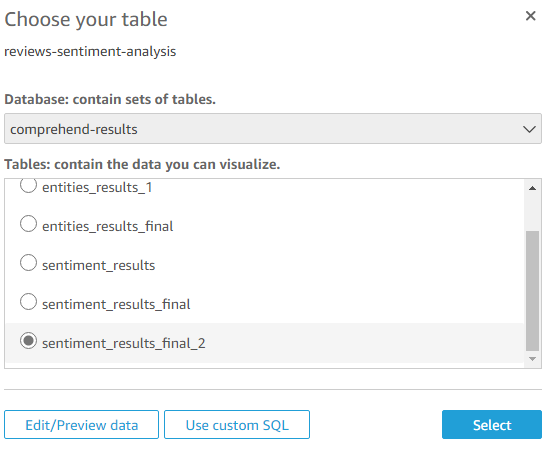 Choose your table
reviews-sentiment-analysis
Database: contain sets of tables.
comprehend-results
Tables: contain the data you can visualize.
entities_results_1
entities_results_final
sentiment_results
sentiment_results_final
sentiment_results_final_2
Edit/Preview data
Use custom SQL
Select